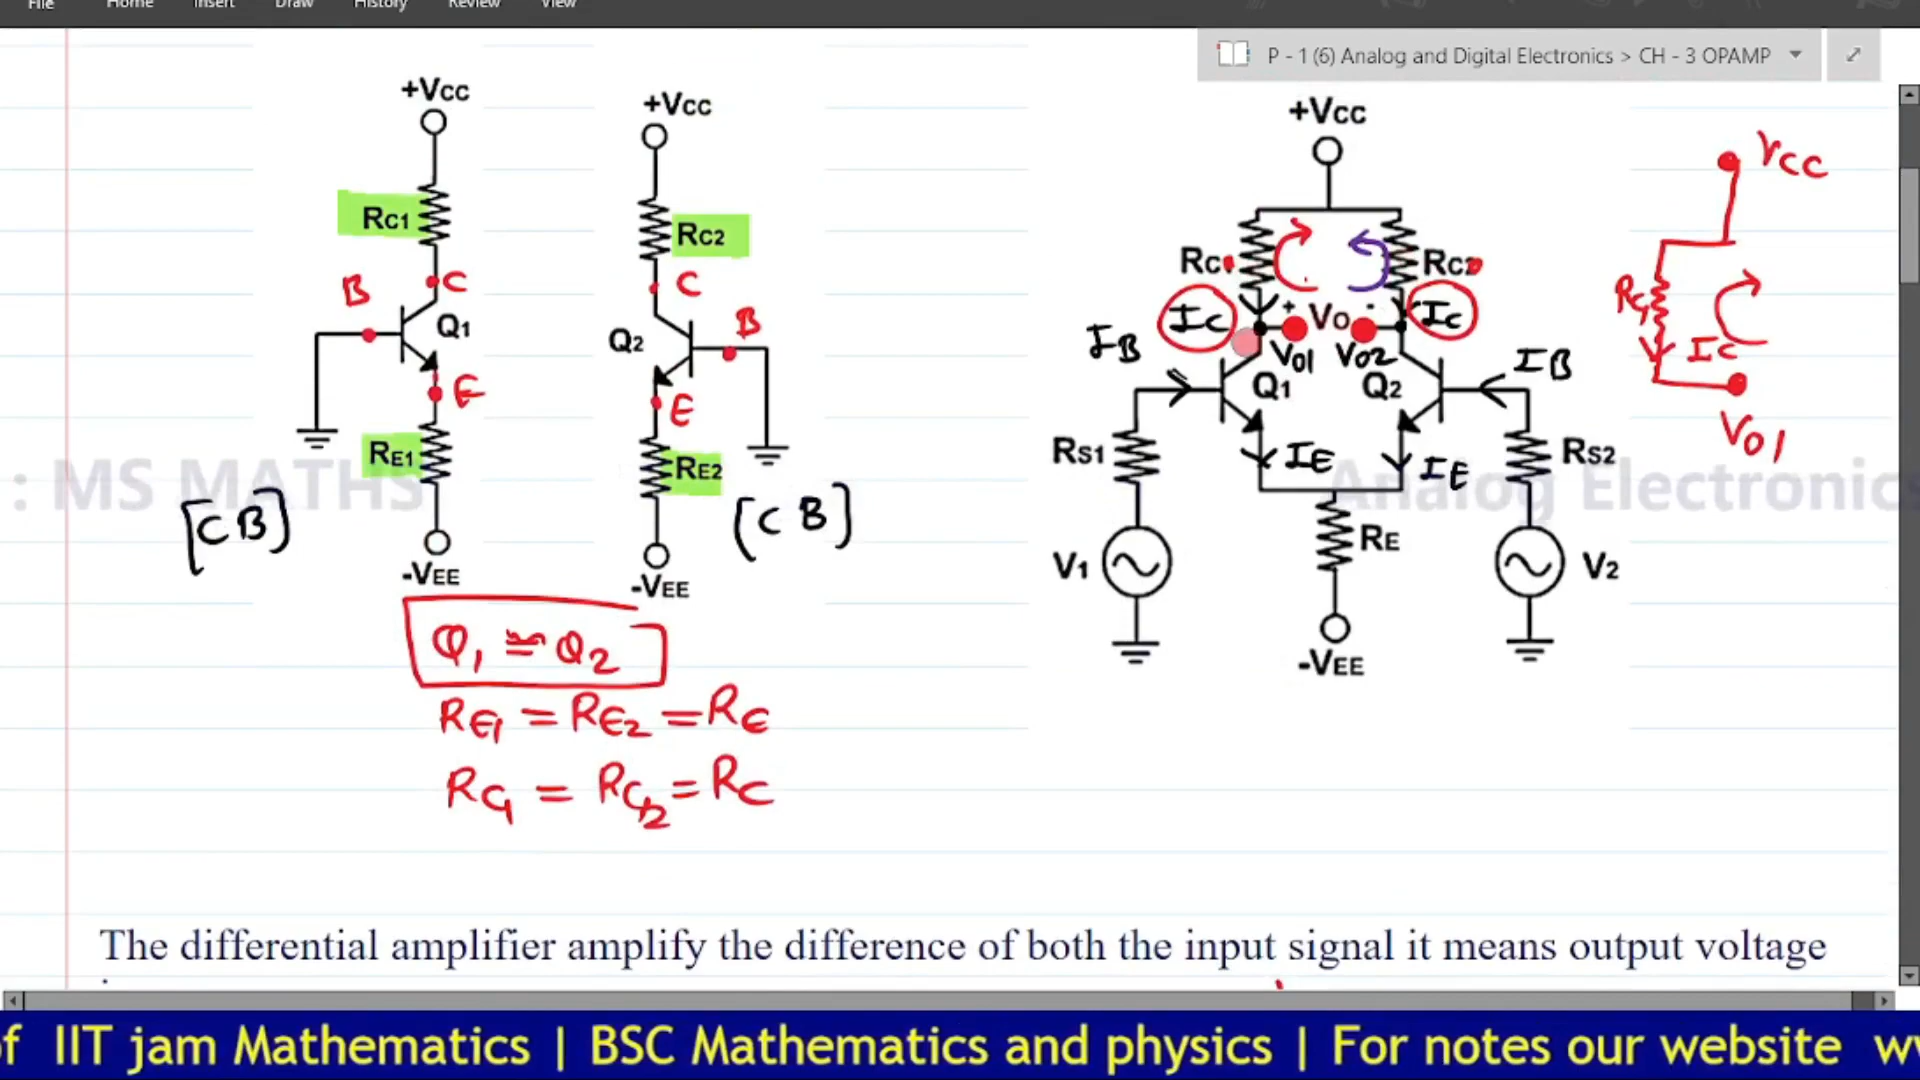 File Home Insert Draw History Review View
P - 1 (6) Analog and Digital Electronics > CH - 3 OPAMP
+VCC
RC1
B
C
Q1
E
RE1
-VEE
[CB]
+VCC
RC2
C
B
Q2
E
RE2
-VEE
[CB]
+VCC
RC1
RC2
IC
+ VO -
IC
IB
VO1
VO2
IB
Q1
Q2
RS1
IE
IE
RS2
RE
V1
V2
-VEE
VCC
RC1
IC
VO1
: MS MATHS
Analog Electronics
Q1 ≅ Q2
RE1 = RE2 = RE
RC1 = RC2 = RC
The differential amplifier amplify the difference of both the input signal it means output voltage
of IIT jam Mathematics | BSC Mathematics and physics | For notes our website